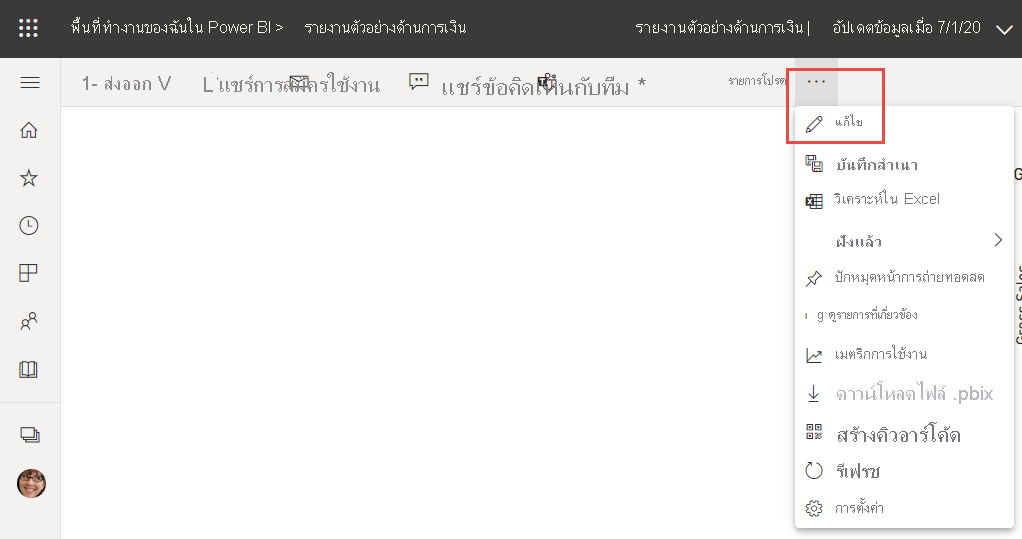 พื้นที่ทำงานของฉันใน Power BI > รายงานตัวอย่างด้านการเงิน รายงานตัวอย่างด้านการเงิน | อัปเดตข้อมูลเมื่อ 7/1/20
1- ส่งออก V L'แชร์การสมัครใช้งาน แชร์ข้อคิดเห็นกับทีม * รายการโปรด ...
แก้ไข
บันทึกสำเนา
วิเคราะห์ใน Excel
ฝังแล้ว
ปักหมุดหน้าการถ่ายทอดสด
g ดูรายการที่เกี่ยวข้อง
เมตริกการใช้งาน
ดาวน์โหลดไฟล์ .pbix
สร้างคิวอาร์โค้ด
รีเฟรช
การตั้งค่า
G
Gross Sales